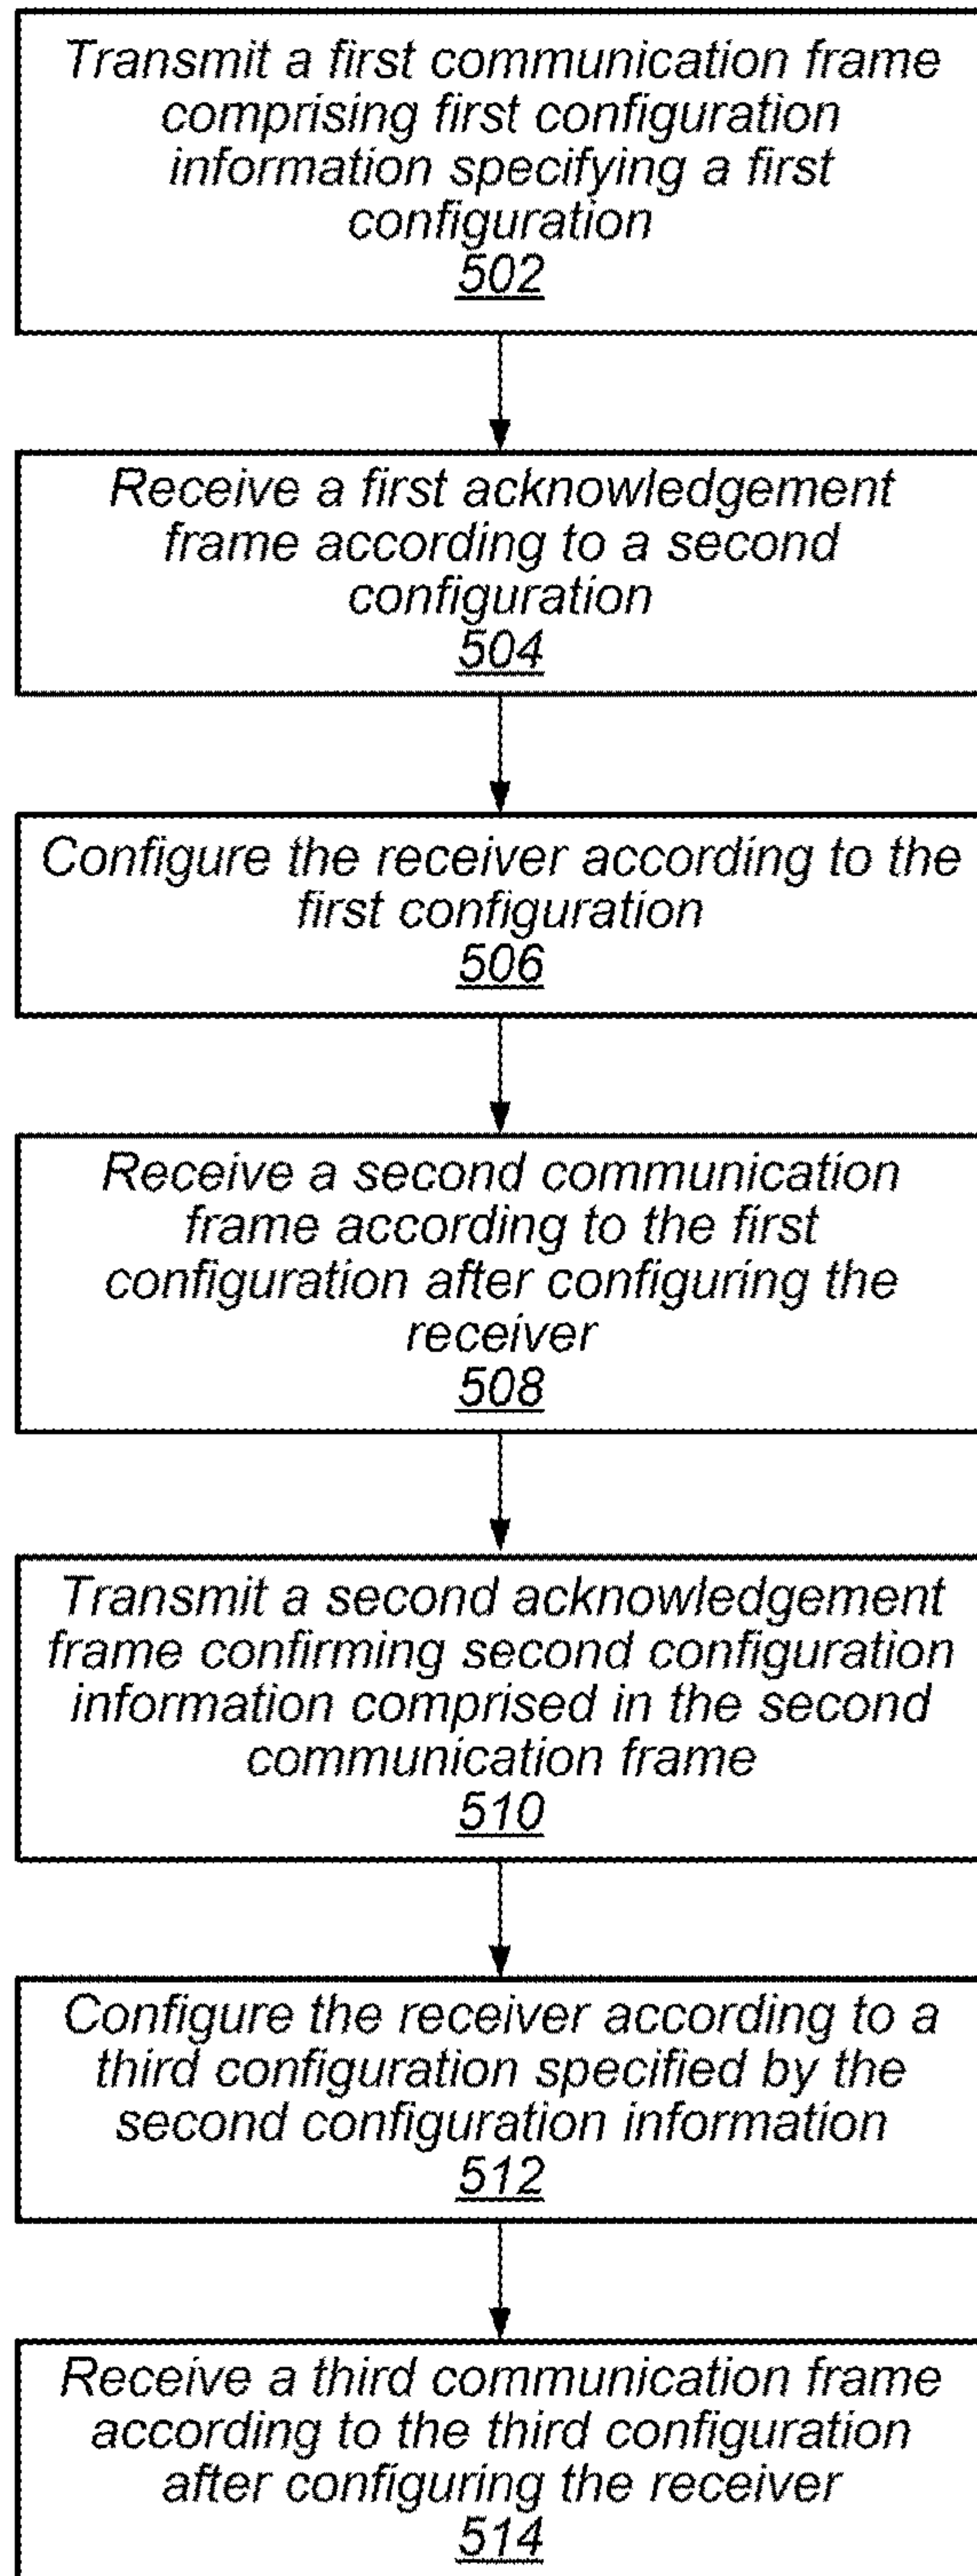 Transmit a first communication frame
comprising first configuration
information specifying a first
configuration
502
Receive a first acknowledgement
frame according to a second
configuration
504
Configure the receiver according to the
first configuration
506
Receive a second communication
frame according to the first
configuration after configuring the
receiver
508
Transmit a second acknowledgement
frame confirming second configuration
information comprised in the second
communication frame
510
Configure the receiver according to a
third configuration specified by the
second configuration information
512
Receive a third communication frame
according to the third configuration
after configuring the receiver
514